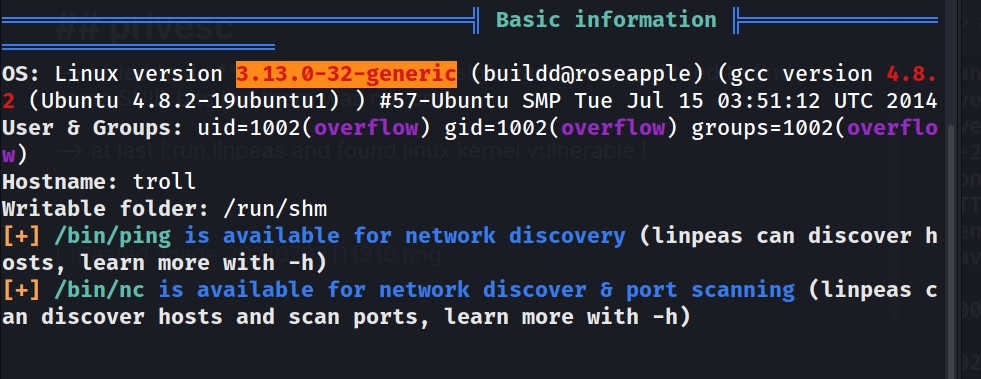 ## privesc
Basic information
OS: Linux version 3.13.0-32-generic (buildd@roseapple) (gcc version 4.8.
2 (Ubuntu 4.8.2-19ubuntu1) ) #57-Ubuntu SMP Tue Jul 15 03:51:12 UTC 2014
User & Groups: uid=1002(overflow) gid=1002(overflow) groups=1002(overflo
w)
--> at last i run linpeas and found linux kernel vulnerable !
Hostname: troll
Writable folder: /run/shm
[+] /bin/ping is available for network discovery (linpeas can discover h
osts, learn more with -h)
[+] /bin/nc is available for network discover & port scanning (linpeas c
an discover hosts and scan ports, learn more with -h)